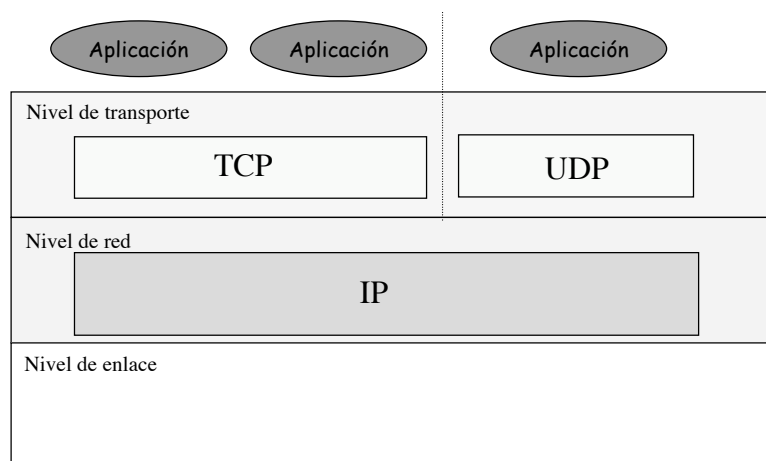 Aplicación
Aplicación
Aplicación
Nivel de transporte
TCP
UDP
Nivel de red
IP
Nivel de enlace